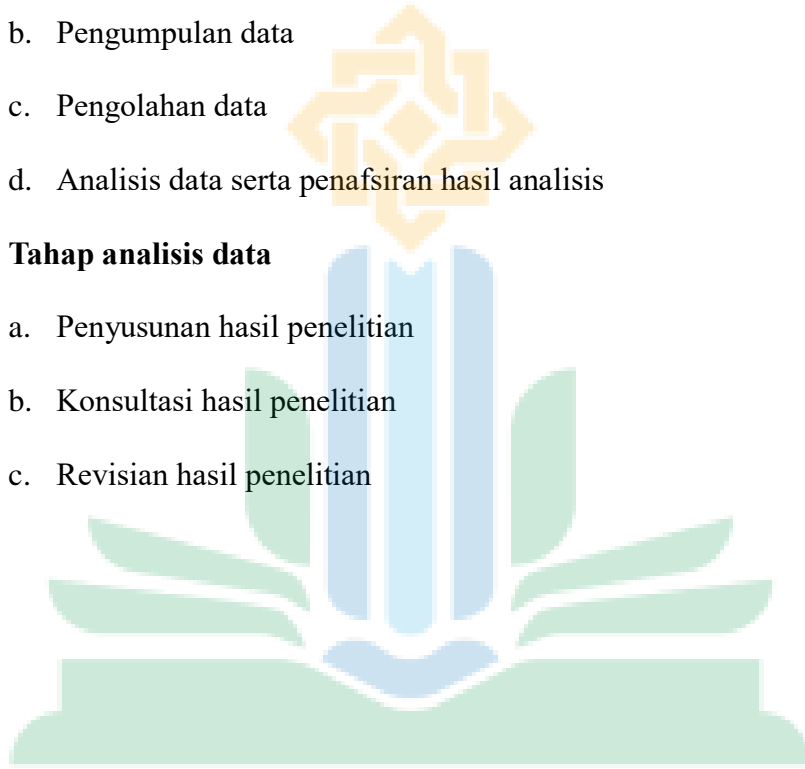 b. Pengumpulan data
c. Pengolahan data
d. Analisis data serta penafsiran hasil analisis
Tahap analisis data
a. Penyusunan hasil penelitian
b. Konsultasi hasil penelitian
c. Revisian hasil penelitian